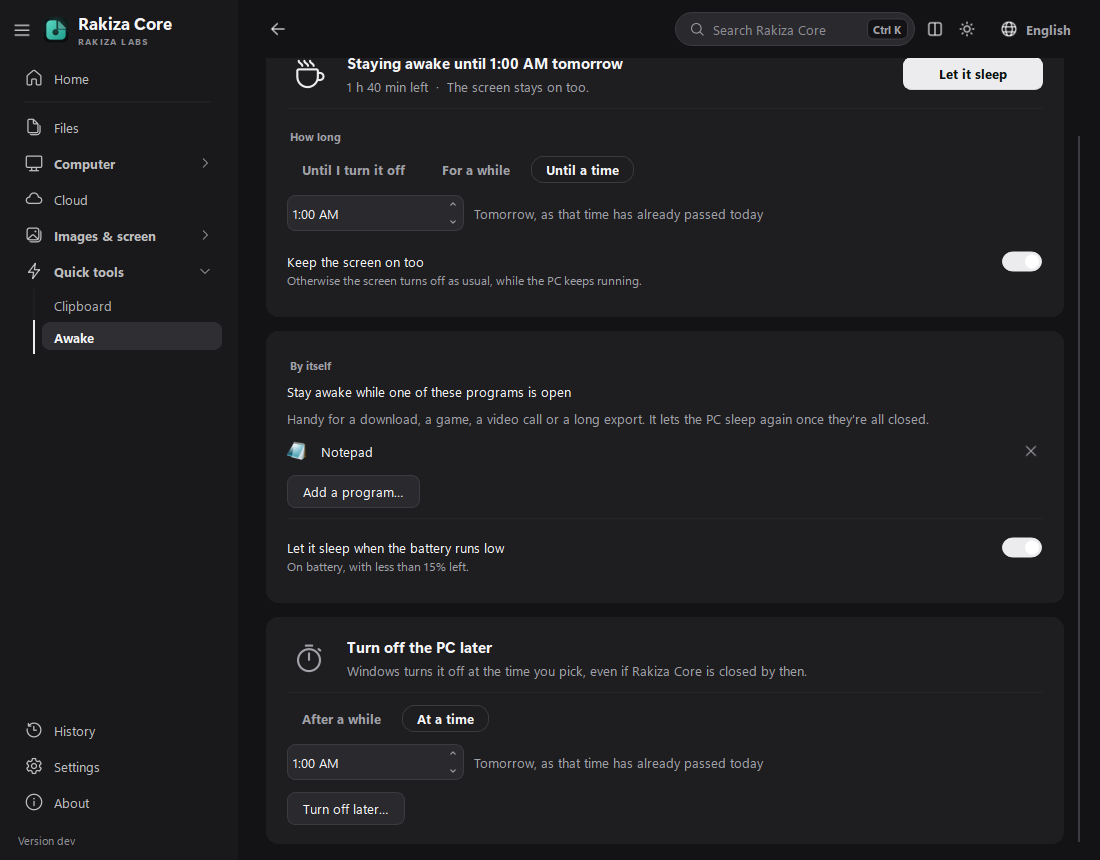 Rakiza Core
RAKIZA LABS
Search Rakiza Core
Ctrl K
English
Home
Files
Computer
Cloud
Images & screen
Quick tools
Clipboard
Awake
History
Settings
About
Version dev
Staying awake until 1:00 AM tomorrow
1 h 40 min left · The screen stays on too.
Let it sleep
How long
Until I turn it off
For a while
Until a time
1:00 AM
Tomorrow, as that time has already passed today
Keep the screen on too
Otherwise the screen turns off as usual, while the PC keeps running.
By itself
Stay awake while one of these programs is open
Handy for a download, a game, a video call or a long export. It lets the PC sleep again once they're all closed.
Notepad
Add a program...
Let it sleep when the battery runs low
On battery, with less than 15% left.
Turn off the PC later
Windows turns it off at the time you pick, even if Rakiza Core is closed by then.
After a while
At a time
1:00 AM
Tomorrow, as that time has already passed today
Turn off later...